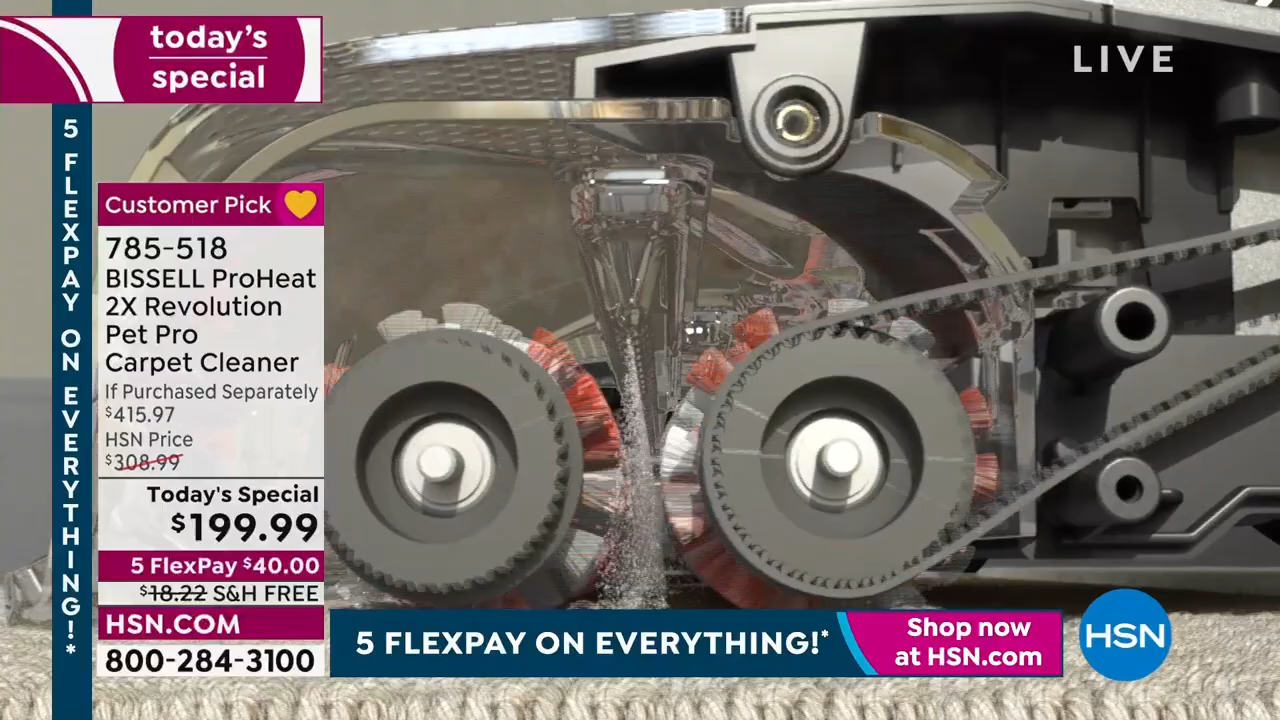 today's
special
LIVE
5 FLEXPAY ON EVERYTHING!*
Customer Pick
785-518
BISSELL ProHeat
2X Revolution
Pet Pro
Carpet Cleaner
If Purchased Separately
$415.97
HSN Price
$308.99
Today's Special
$199.99
5 FlexPay $40.00
$18.22 S&H FREE
HSN.COM
800-284-3100
5 FLEXPAY ON EVERYTHING!*
Shop now
at HSN.com
HSN